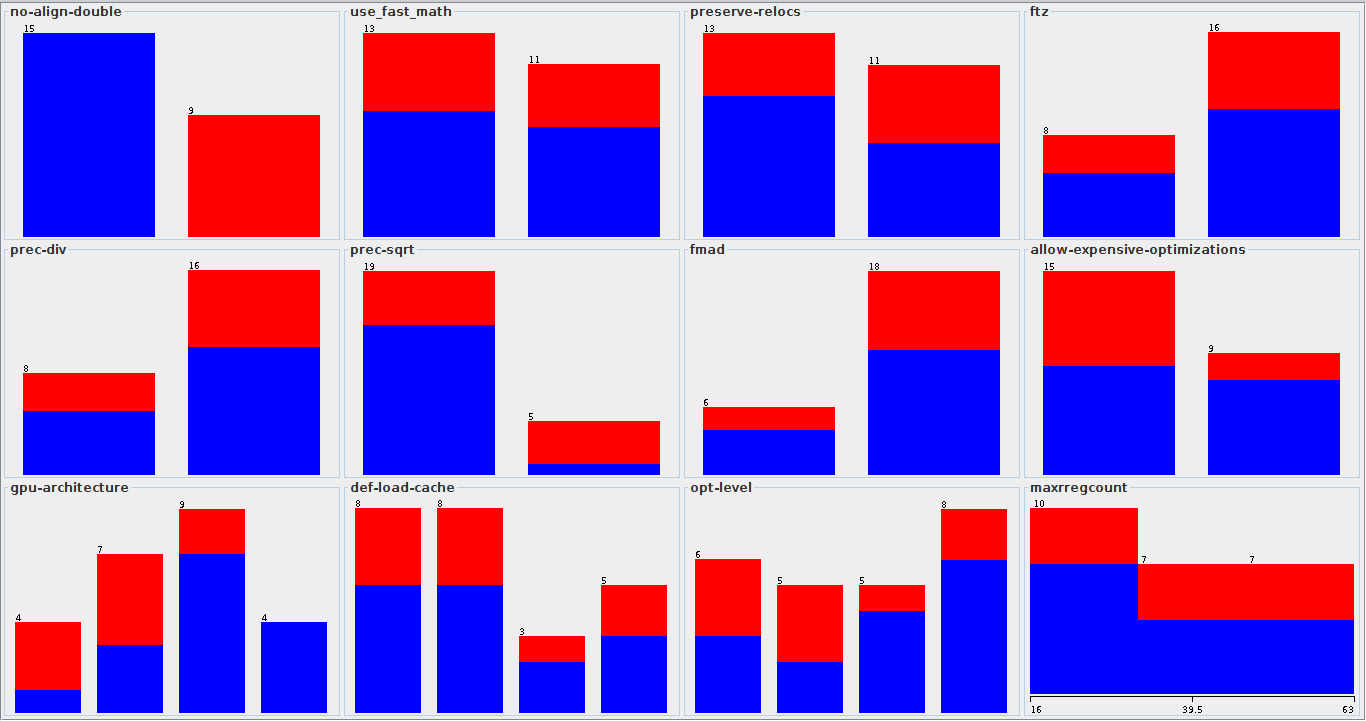 no-align-double
15
9
use_fast_math
13
11
preserve-relocs
13
11
ftz
8
16
prec-div
8
16
prec-sqrt
19
5
fmad
6
18
allow-expensive-optimizations
15
9
gpu-architecture
4
7
9
4
def-load-cache
8
8
3
5
opt-level
6
5
5
8
maxrregcount
10
7
7
16
39.5
63